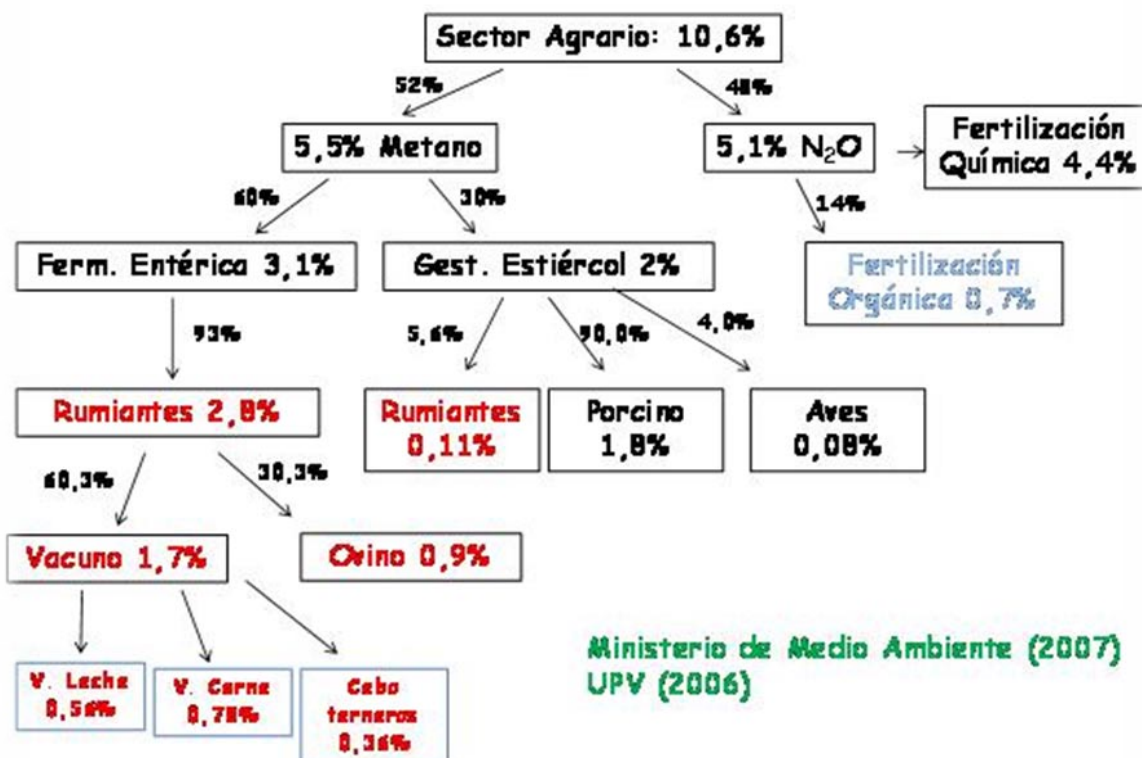 Sector Agrario: 10,6%
52%
48%
5,5% Metano
5,1% N₂O
Fertilización
Química 4,4%
60%
30%
14%
Ferm. Entérica 3,1%
Gest. Estiércol 2%
Fertilización
Orgánica 0,7%
93%
5,6%
90,0%
4,0%
Rumiantes 2,8%
Rumiantes
0,11%
Porcino
1,8%
Aves
0,08%
60,3%
30,3%
Vacuno 1,7%
Ovino 0,9%
V. Leche
0,56%
V. Carne
0,78%
Cebo
terneros
0,36%
Ministerio de Medio Ambiente (2007)
UPV (2006)